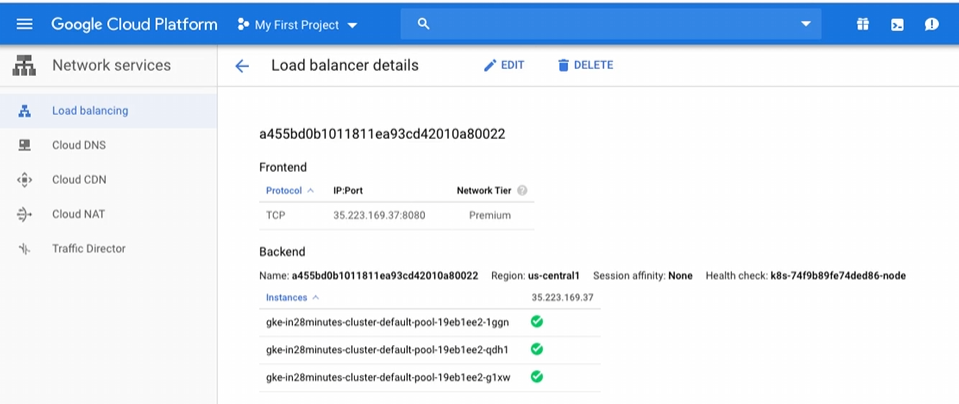 Google Cloud Platform My First Project
Network services Load balancer details EDIT DELETE
Load balancing
Cloud DNS
Cloud CDN
Cloud NAT
Traffic Director
a455bd0b1011811ea93cd42010a80022
Frontend
Protocol IP:Port Network Tier
TCP 35.223.169.37:8080 Premium
Backend
Name: a455bd0b1011811ea93cd42010a80022 Region: us-central1 Session affinity: None Health check: k8s-74f9b89fe74ded86-node
Instances 35.223.169.37
gke-in28minutes-cluster-default-pool-19eb1ee2-1ggn
gke-in28minutes-cluster-default-pool-19eb1ee2-qdh1
gke-in28minutes-cluster-default-pool-19eb1ee2-g1xw